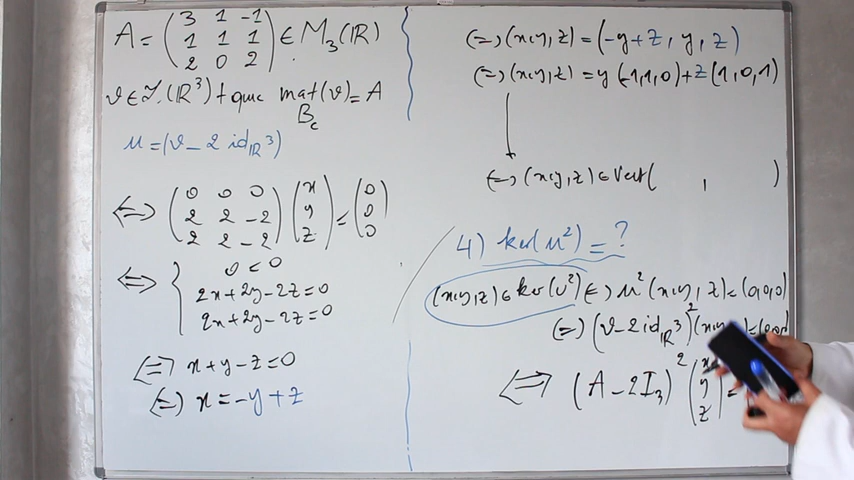 A = ( 3 1 -1
1 1 1
2 0 2 ) ∈ M₃(ℝ)
v ∈ ℒ(ℝ³) tqué mat_Bc(v) = A
u = (v - 2 id_ℝ³)
⟺ ( 0 0 0
2 2 -2
2 2 -2 ) ( x
y
z ) = ( 0
0
0 )
⟺ { 0 = 0
2x + 2y - 2z = 0
2x + 2y - 2z = 0
⟺ x + y - z = 0
⟺ x = -y + z
⟺ (x, y, z) = (-y + z, y, z)
⟺ (x, y, z) = y(-1, 1, 0) + z(1, 0, 1)
⟺ (x, y, z) ∈ Vect( , )
4) ker(u²) = ?
(x, y, z) ∈ ker(u²) ⟺ u²(x, y, z) = (0, 0, 0)
⟺ (v - 2 id_ℝ³)²
⟺ (A - 2I₃)² ( x
y
z ) =